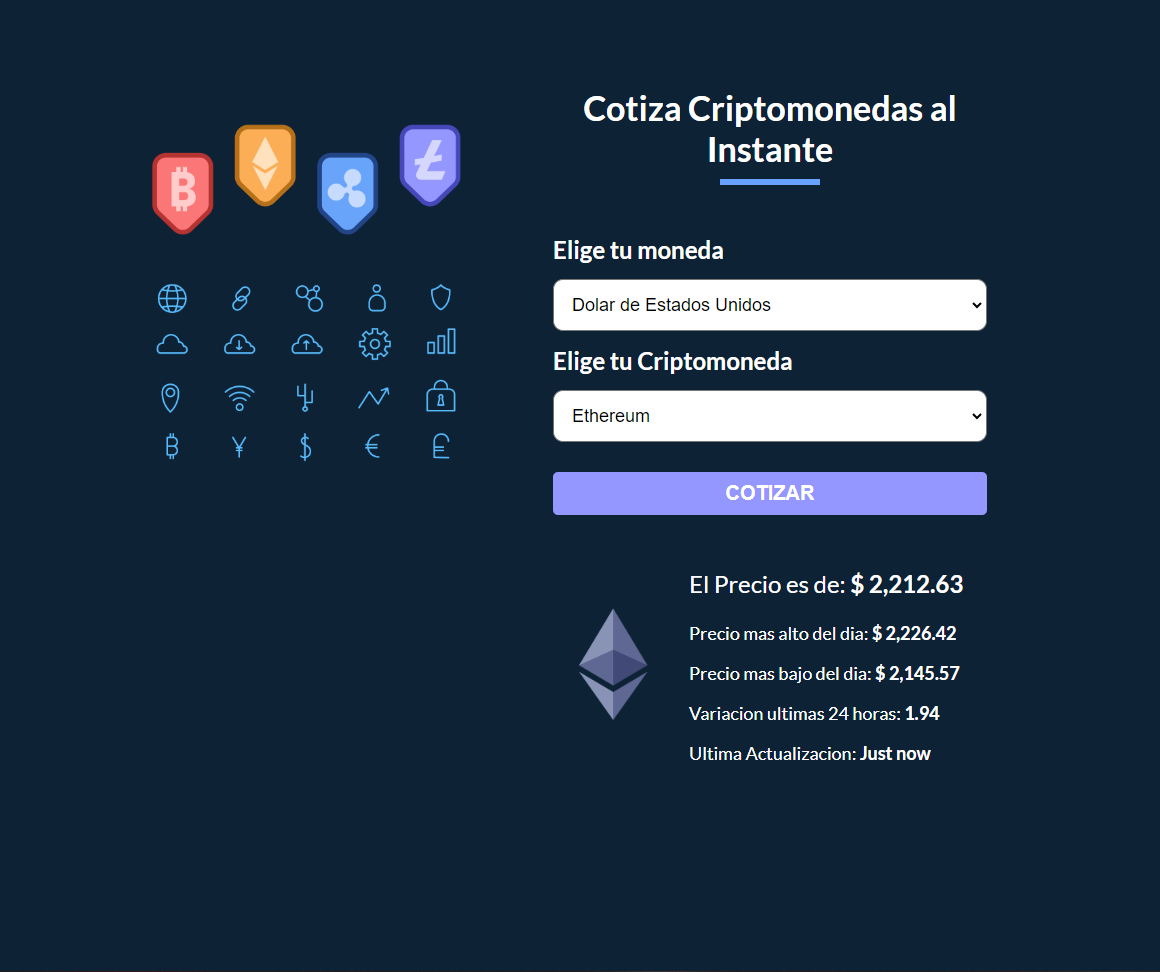 Cotiza Criptomonedas al
Instante
Elige tu moneda
Dolar de Estados Unidos
Elige tu Criptomoneda
Ethereum
COTIZAR
El Precio es de: $ 2,212.63
Precio mas alto del dia: $ 2,226.42
Precio mas bajo del dia: $ 2,145.57
Variacion ultimas 24 horas: 1.94
Ultima Actualizacion: Just now